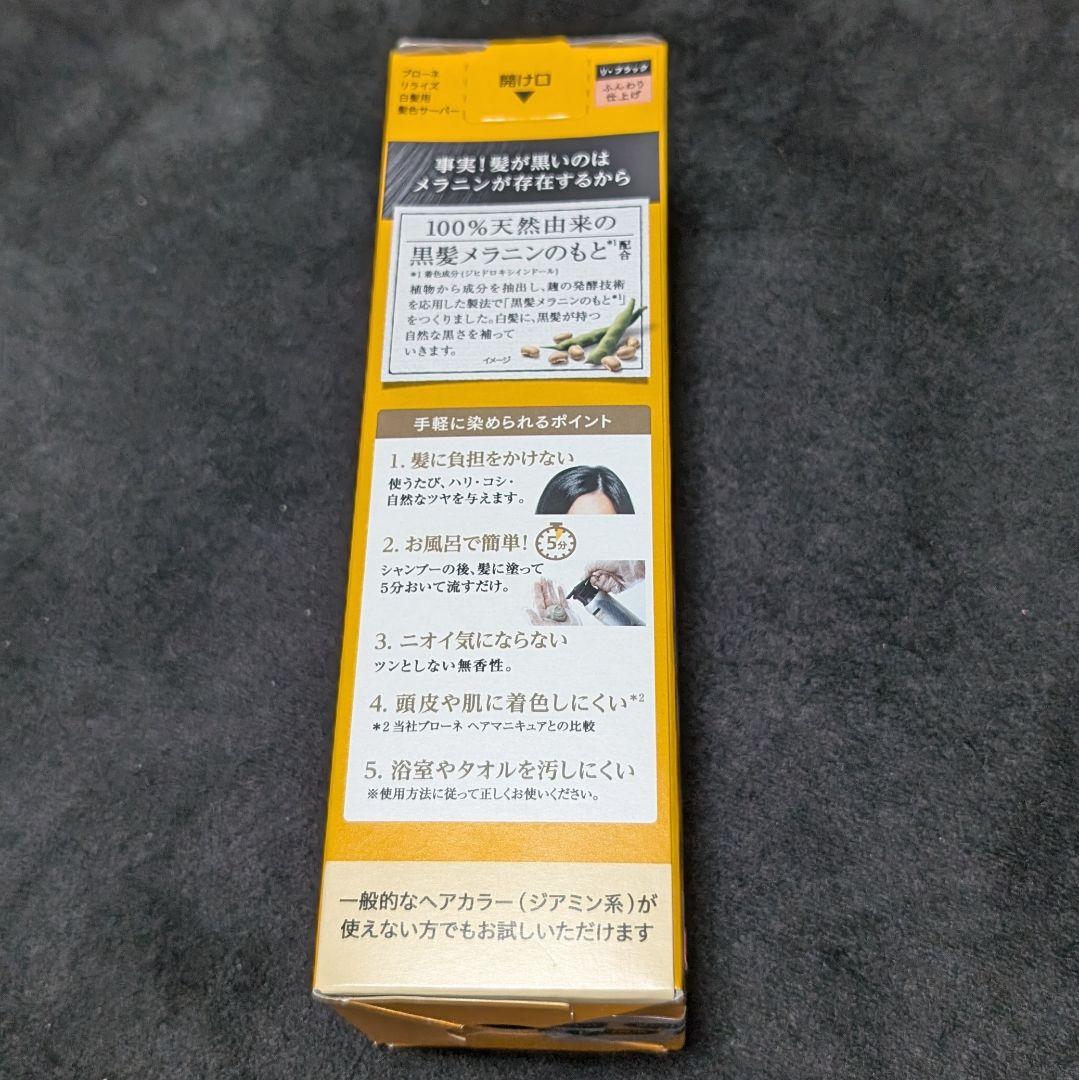 ブローネ
リライズ
白髪用
髪色サーバー
開け口
リ・ブラック
ふんわり
仕上げ
事実!髪が黒いのは
メラニンが存在するから
100%天然由来の
黒髪メラニンのもと*1配合
*1 着色成分(ジヒドロキシインドール)
植物から成分を抽出し、麹の発酵技術
を応用した製法で「黒髪メラニンのもと*1」
をつくりました。白髪に、黒髪が持つ
自然な黒さを補って
いきます。
イメージ
手軽に染められるポイント
1. 髪に負担をかけない
使うたび、ハリ・コシ・
自然なツヤを与えます。
2. お風呂で簡単!
5分
シャンプーの後、髪に塗って
5分おいて流すだけ。
3. ニオイ気にならない
ツンとしない無香性。
4. 頭皮や肌に着色しにくい*2
*2 当社ブローネ ヘアマニキュアとの比較
5. 浴室やタオルを汚しにくい
※使用方法に従って正しくお使いください。
一般的なヘアカラー(ジアミン系)が
使えない方でもお試しいただけます